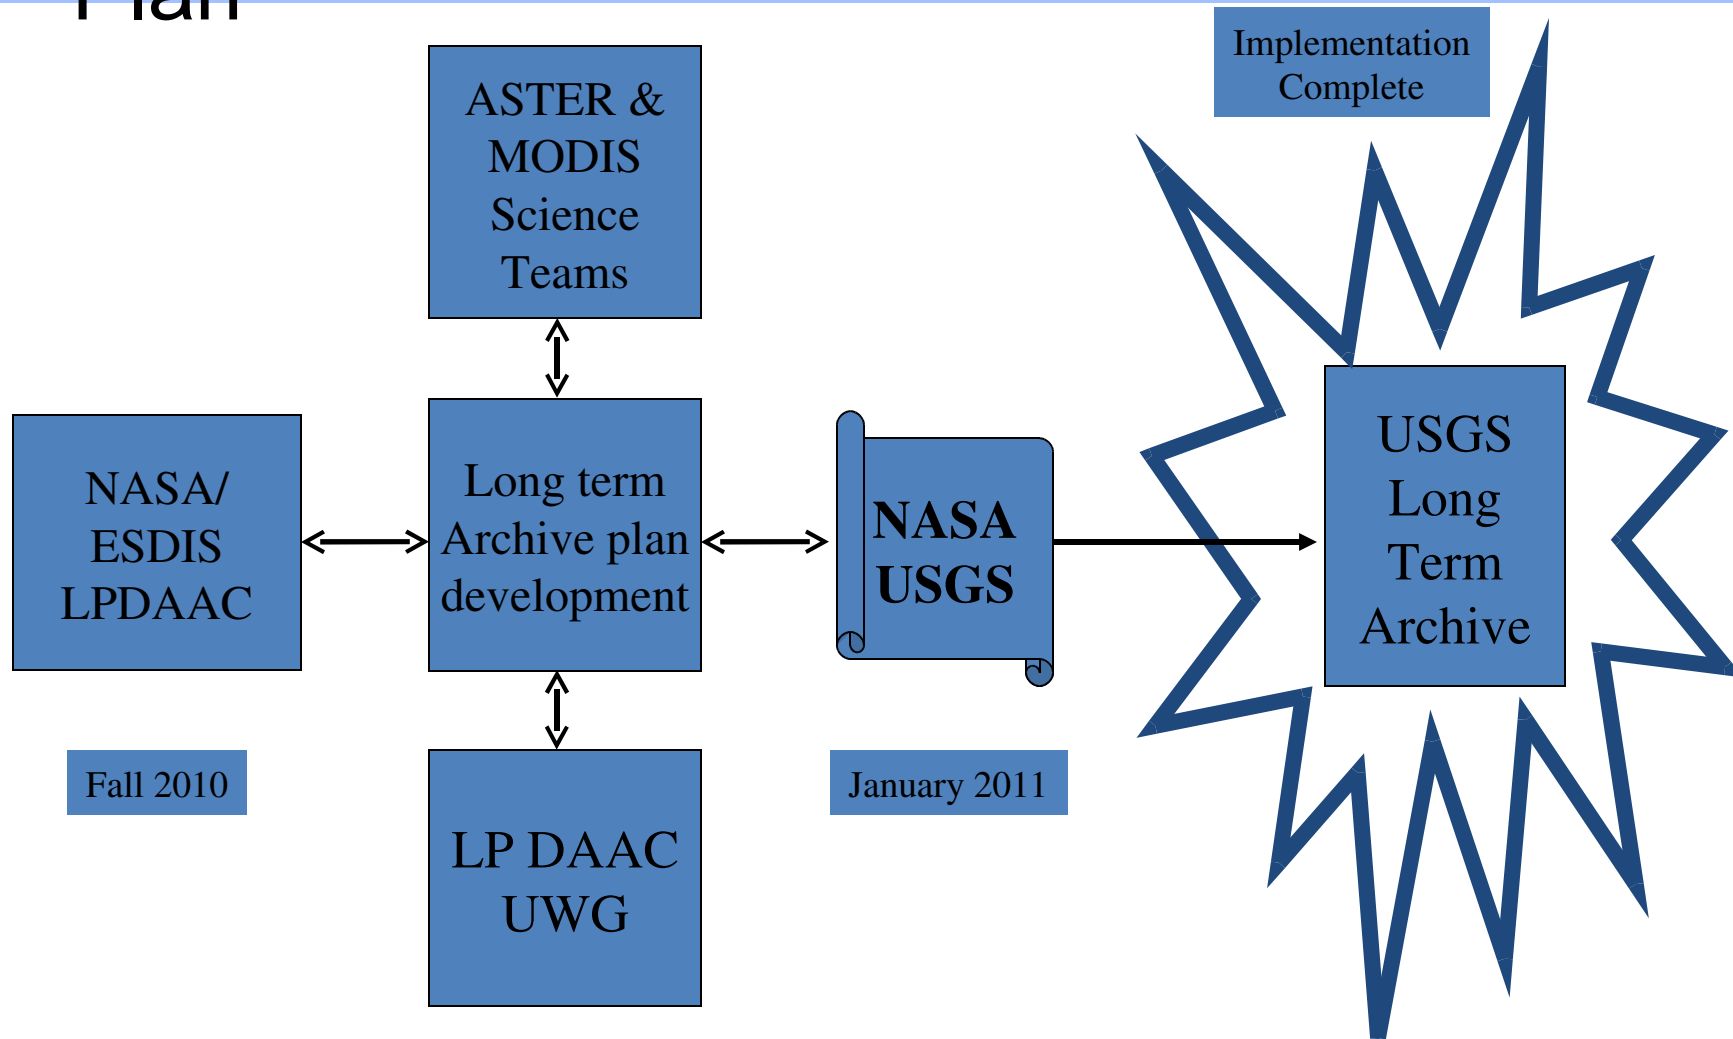 Plan
Implementation
Complete
ASTER &
MODIS
Science
Teams
NASA/
ESDIS
LPDAAC
Long term
Archive plan
development
NASA
USGS
USGS
Long
Term
Archive
Fall 2010
January 2011
LP DAAC
UWG